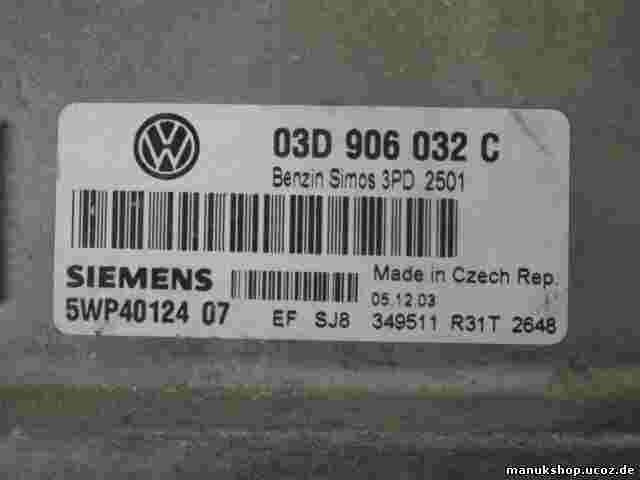 03D 906 032 C
Benzin Simos 3PD 2501
SIEMENS
Made in Czech Rep.
05.12.03
5WP40124 07
EF SJ8 349511 R31T 2648
manukshop.ucoz.de